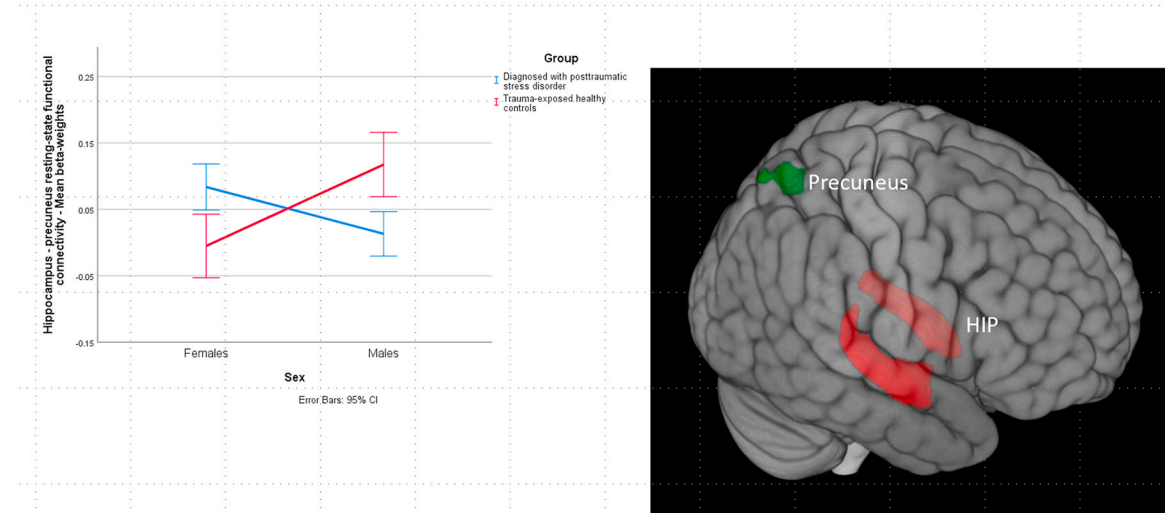 Hippocampus - precuneus resting-state functional
connectivity - Mean beta-weights
0.25
0.15
0.05
-0.05
-0.15
Females
Males
Sex
Error Bars: 95% CI
Group
Diagnosed with posttraumatic
stress disorder
Trauma-exposed healthy
controls
Precuneus
HIP